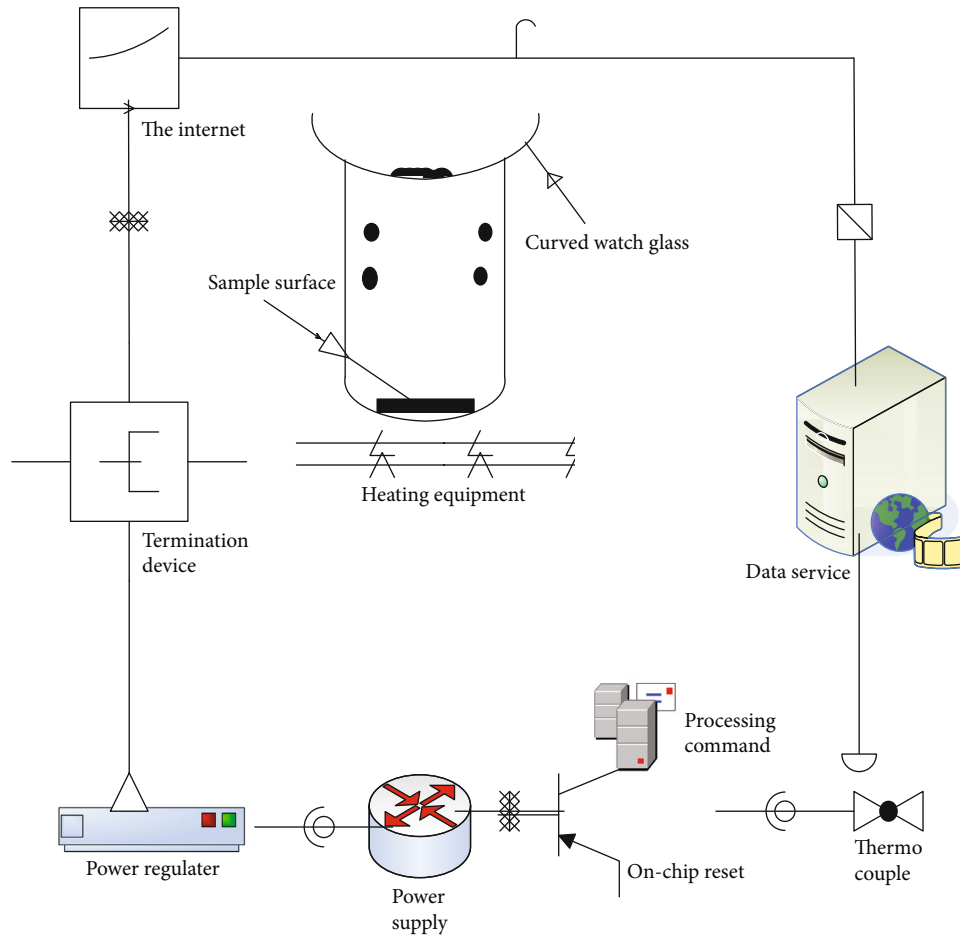 The internet
Curved watch glass
Sample surface
Heating equipment
Termination
device
Data service
Processing
command
Power regulater
On-chip reset
Thermo
couple
Power
supply